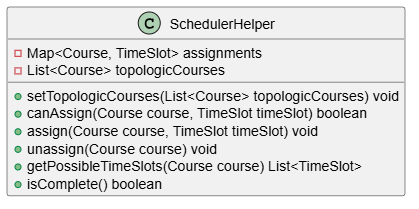 C SchedulerHelper
Map<Course, TimeSlot> assignments
List<Course> topologicCourses
setTopologicCourses(List<Course> topologicCourses) void
canAssign(Course course, TimeSlot timeSlot) boolean
assign(Course course, TimeSlot timeSlot) void
unassign(Course course) void
getPossibleTimeSlots(Course course) List<TimeSlot>
isComplete() boolean